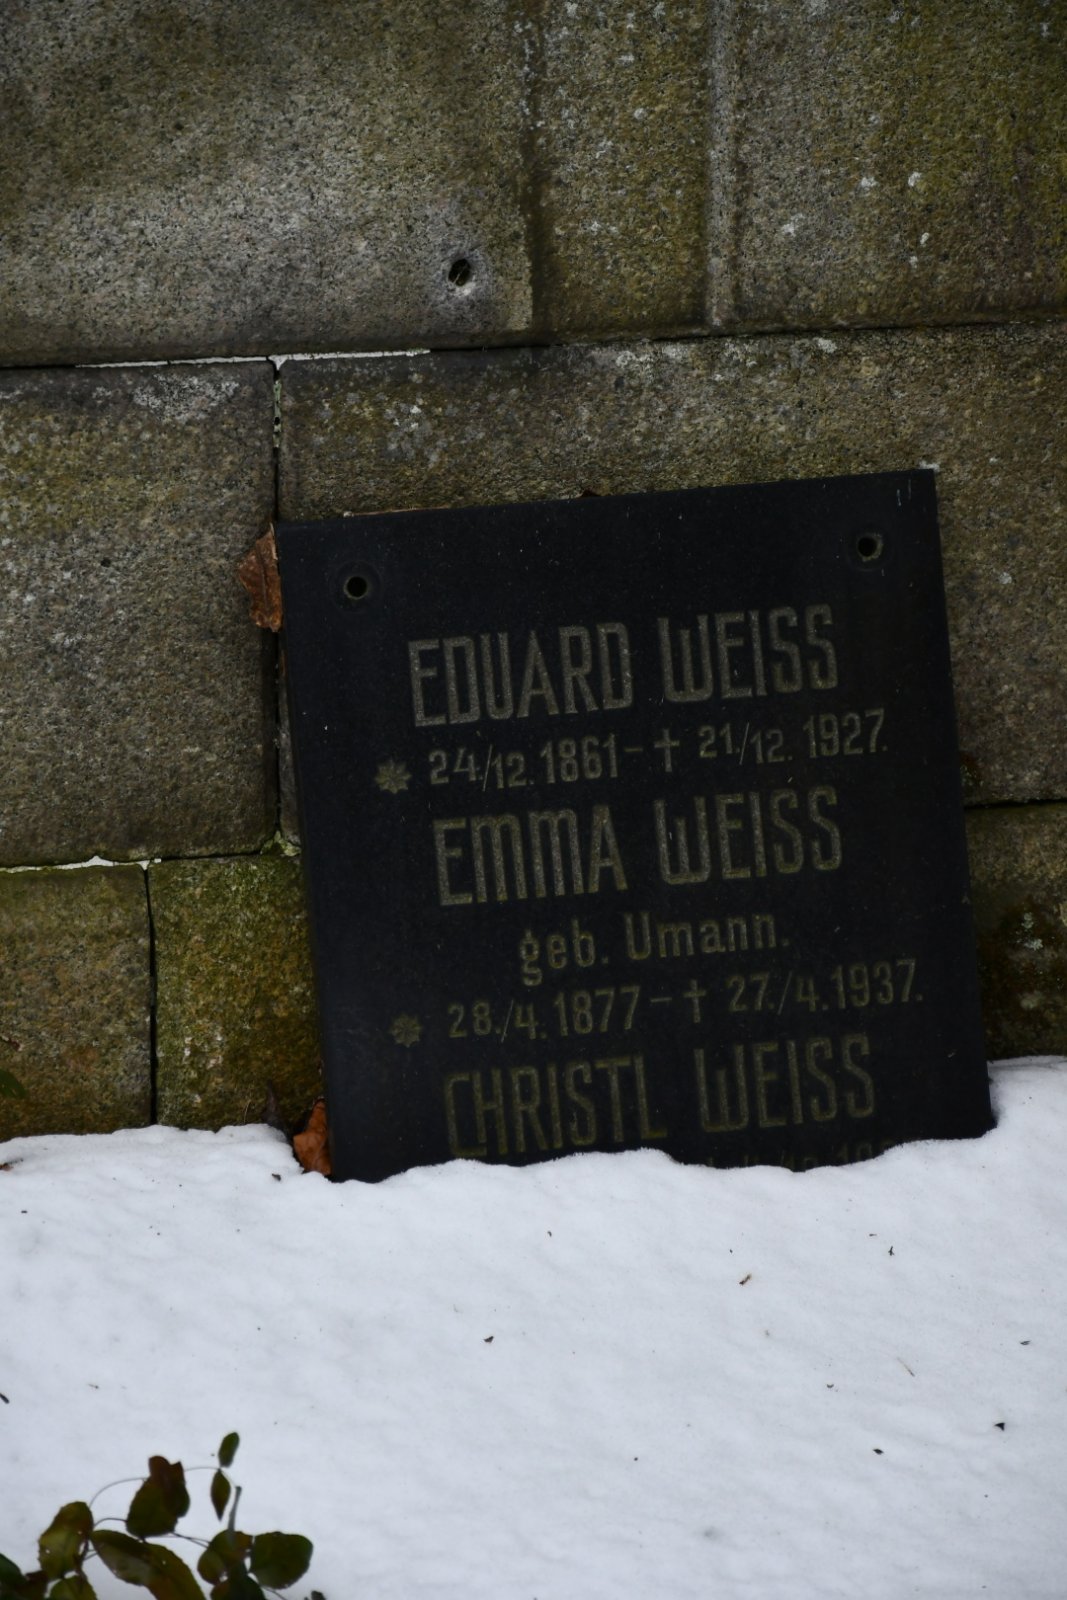 EDUARD WEISS
* 24./12. 1861 - † 21./12. 1927.
EMMA WEISS
geb. Umann.
* 28./4. 1877 - † 27./4. 1937.
CHRISTL WEISS